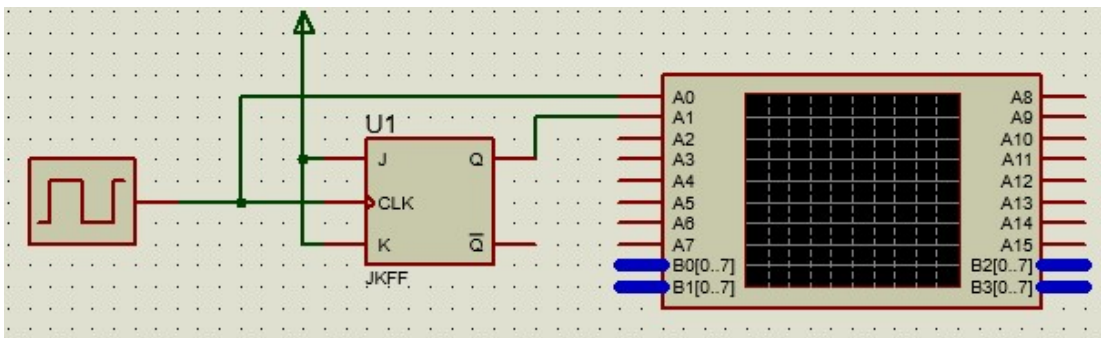 U1
J
Q
CLK
K
Q̅
JKFF
A0
A1
A2
A3
A4
A5
A6
A7
B0[0..7]
B1[0..7]
A8
A9
A10
A11
A12
A13
A14
A15
B2[0..7]
B3[0..7]